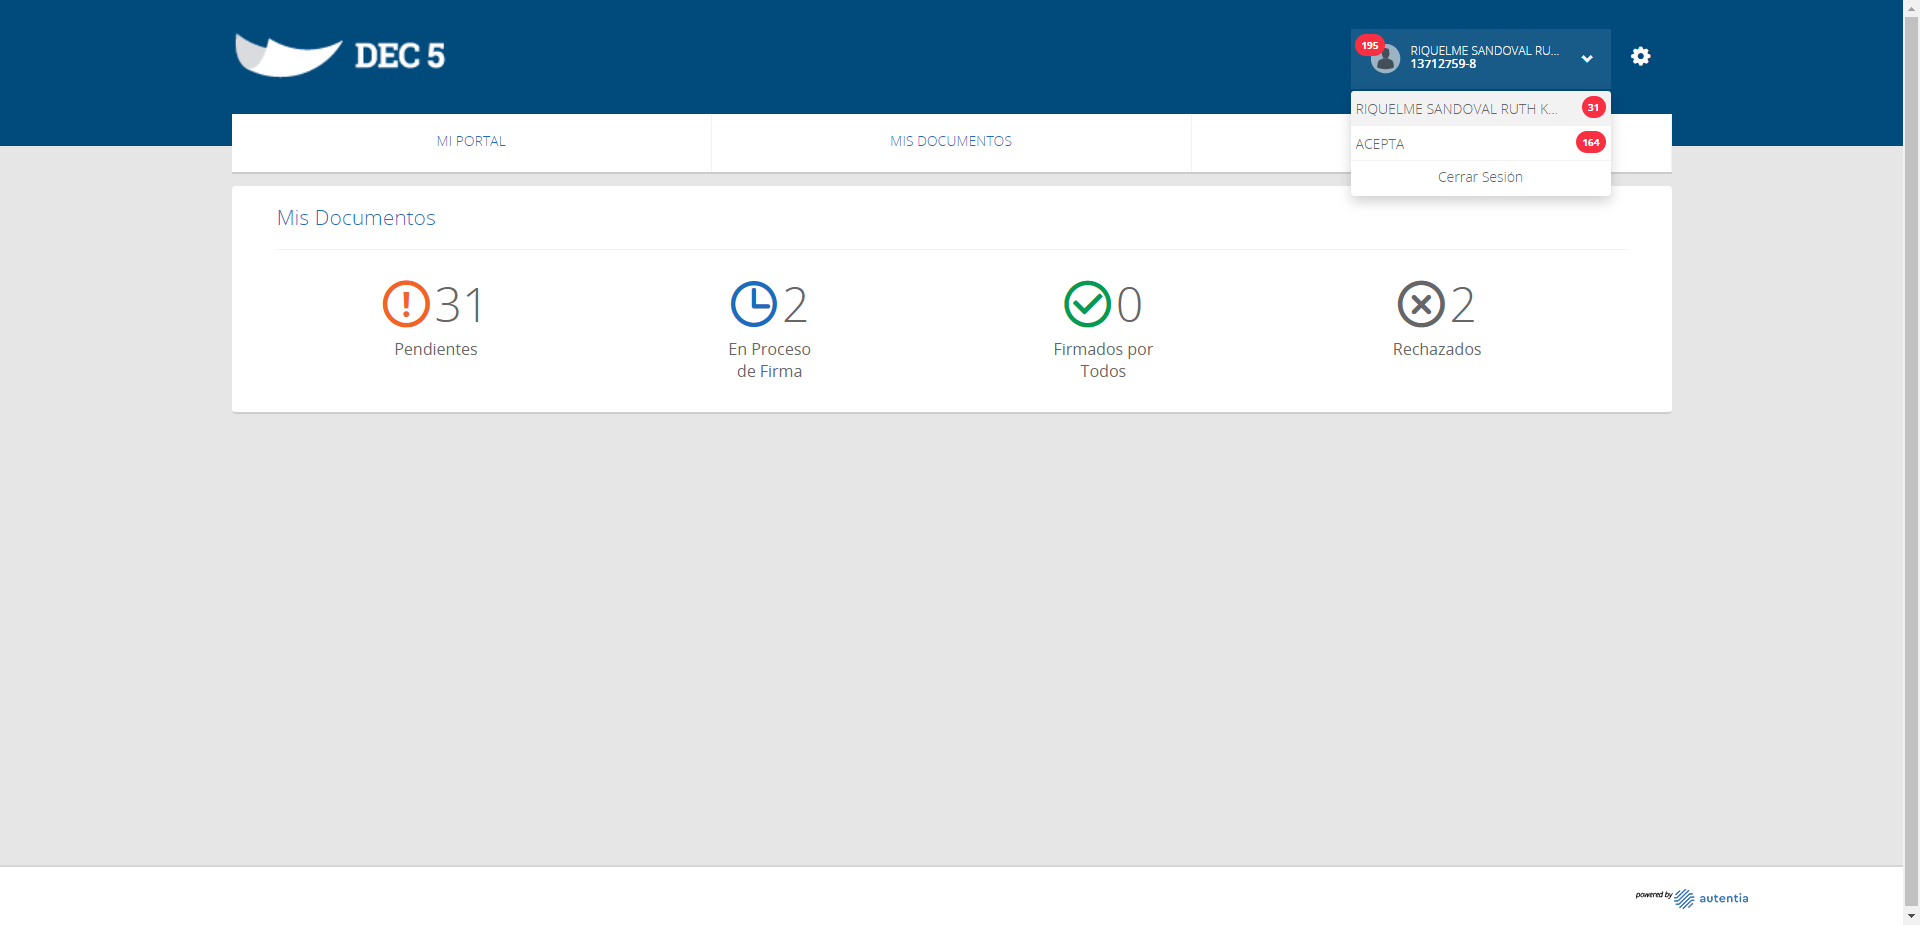 DEC 5
195
RIQUELME SANDOVAL RU...
13712759-8
RIQUELME SANDOVAL RUTH K...
31
ACEPTA
164
Cerrar Sesión
MI PORTAL
MIS DOCUMENTOS
Mis Documentos
31
Pendientes
2
En Proceso
de Firma
0
Firmados por
Todos
2
Rechazados
powered by autentia